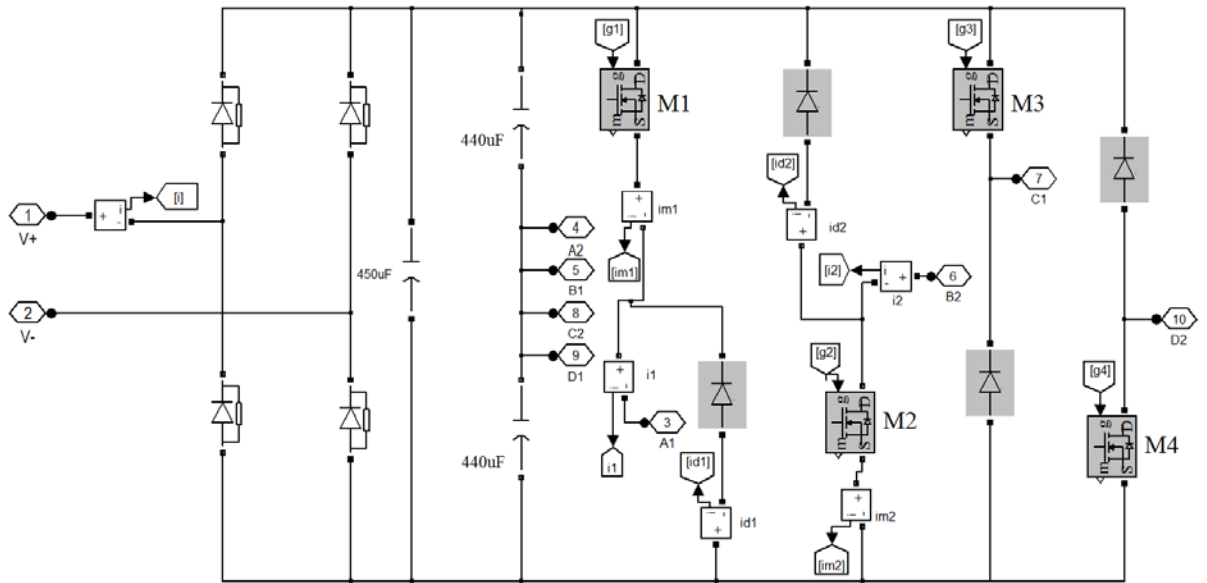 [g1]
[g3]
g
D
m
S
M1
g
D
m
S
M3
440uF
[i]
1
+
i
-
V+
[id2]
7
C1
+
im1
4
A2
[im1]
id2
+
450uF
5
B1
[i2]
i
-
+
6
B2
i2
2
V-
8
C2
10
D2
9
D1
[g2]
[g4]
+
i1
g
D
m
S
M2
g
D
m
S
M4
440uF
3
A1
i1
[id1]
+
id1
+
im2
[im2]